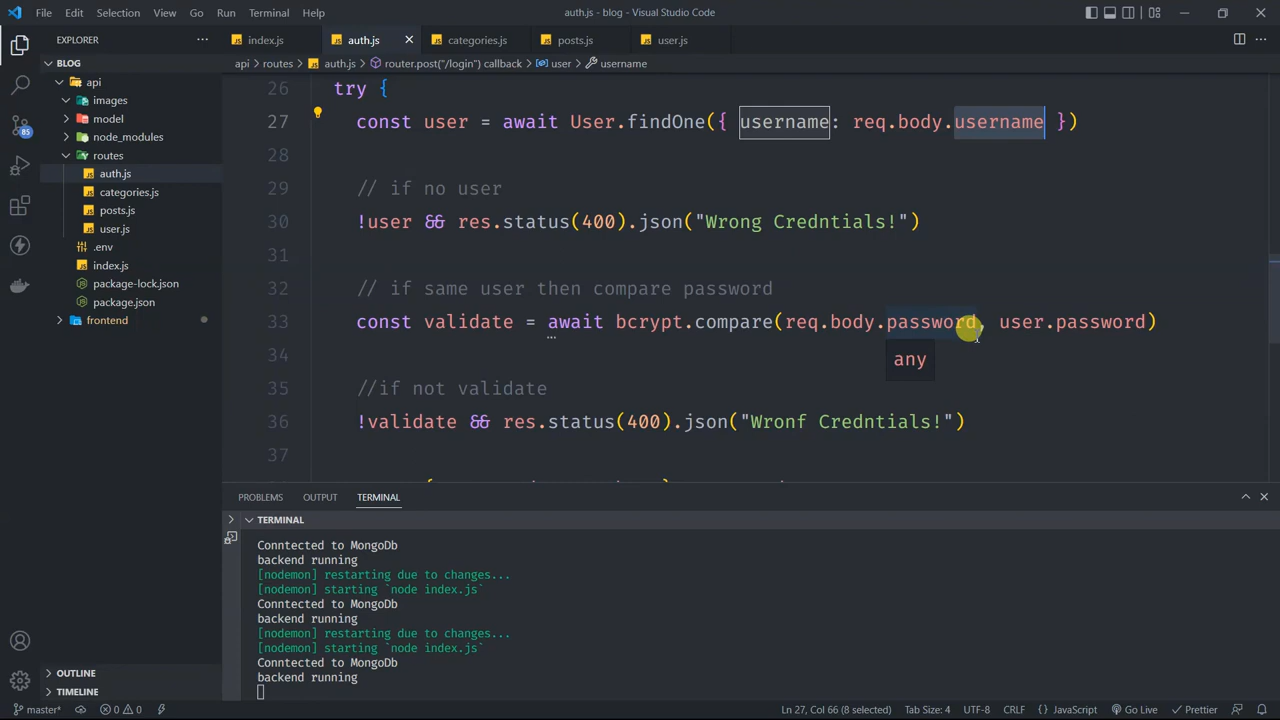 File Edit Selection View Go Run Terminal Help
auth.js - blog - Visual Studio Code
EXPLORER
index.js
auth.js
categories.js
posts.js
user.js
BLOG
api > routes > auth.js > router.post("/login") callback > user > username
api
images
model
node_modules
routes
auth.js
categories.js
posts.js
user.js
.env
index.js
package-lock.json
package.json
frontend
85
26 try {
27 const user = await User.findOne({ username: req.body.username })
28
29 // if no user
30 !user && res.status(400).json("Wrong Credntials!")
31
32 // if same user then compare password
33 const validate = await bcrypt.compare(req.body.password, user.password)
any
34
35 //if not validate
36 !validate && res.status(400).json("Wronf Credntials!")
37
PROBLEMS OUTPUT TERMINAL
TERMINAL
Conntected to MongoDb
backend running
[nodemon] restarting due to changes...
[nodemon] starting `node index.js`
Conntected to MongoDb
backend running
[nodemon] restarting due to changes...
[nodemon] starting `node index.js`
Conntected to MongoDb
backend running
OUTLINE
TIMELINE
master* 0 0 Ln 27, Col 66 (8 selected) Tab Size: 4 UTF-8 CRLF {} JavaScript Go Live Prettier